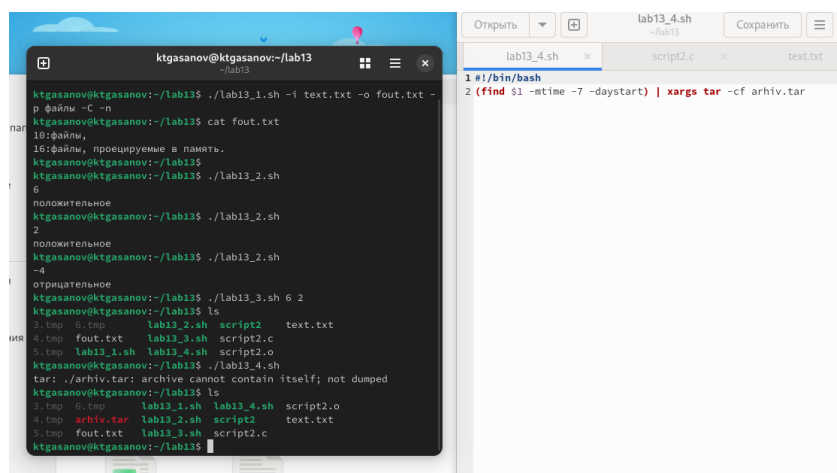 ktgasanov@ktgasanov:~/lab13
~/lab13
ktgasanov@ktgasanov:~/lab13$ ./lab13_1.sh -i text.txt -o fout.txt -
p файлы -C -n
ktgasanov@ktgasanov:~/lab13$ cat fout.txt
10:файлы,
16:файлы, проецируемые в память.
ktgasanov@ktgasanov:~/lab13$
ktgasanov@ktgasanov:~/lab13$ ./lab13_2.sh
6
положительное
ktgasanov@ktgasanov:~/lab13$ ./lab13_2.sh
2
положительное
ktgasanov@ktgasanov:~/lab13$ ./lab13_2.sh
-4
отрицательное
ktgasanov@ktgasanov:~/lab13$ ./lab13_3.sh 6 2
ktgasanov@ktgasanov:~/lab13$ ls
3.tmp 6.tmp lab13_2.sh script2 text.txt
4.tmp fout.txt lab13_3.sh script2.c
5.tmp lab13_1.sh lab13_4.sh script2.o
ktgasanov@ktgasanov:~/lab13$ ./lab13_4.sh
tar: ./arhiv.tar: archive cannot contain itself; not dumped
ktgasanov@ktgasanov:~/lab13$ ls
3.tmp 6.tmp lab13_1.sh lab13_4.sh script2.o
4.tmp arhiv.tar lab13_2.sh script2 text.txt
5.tmp fout.txt lab13_3.sh script2.c
ktgasanov@ktgasanov:~/lab13$
Открыть lab13_4.sh Сохранить
~/lab13
lab13_4.sh × script2.c × text.txt
1 #!/bin/bash
2 (find $1 -mtime -7 -daystart) | xargs tar -cf arhiv.tar